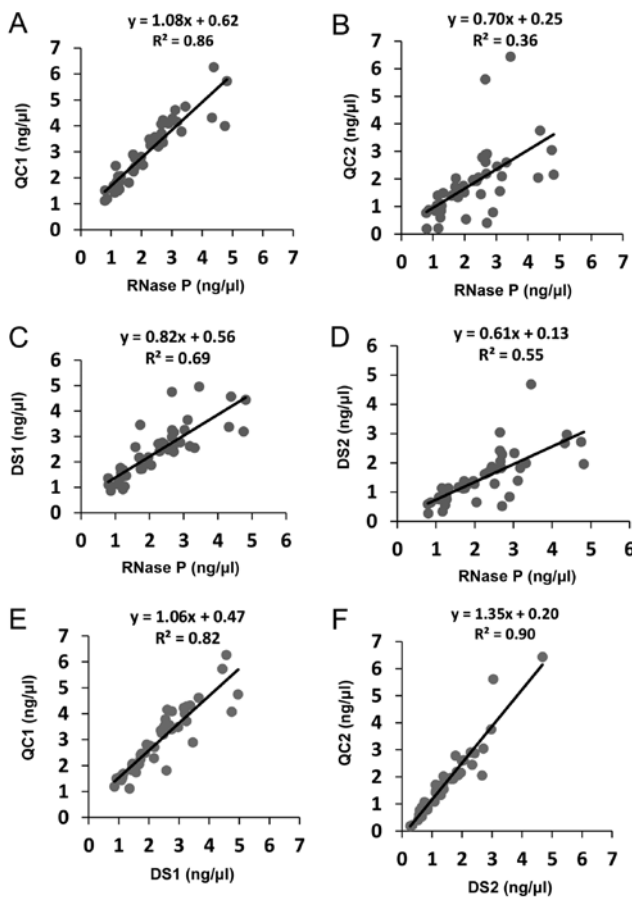 A
y = 1.08x + 0.62
R² = 0.86
7
6
5
4
3
2
1
0
QC1 (ng/µl)
0 1 2 3 4 5 6 7
RNase P (ng/µl)
B
y = 0.70x + 0.25
R² = 0.36
7
6
5
4
3
2
1
0
QC2 (ng/µl)
0 1 2 3 4 5 6 7
RNase P (ng/µl)
C
y = 0.82x + 0.56
R² = 0.69
6
5
4
3
2
1
0
DS1 (ng/µl)
0 1 2 3 4 5 6
RNase P (ng/µl)
D
y = 0.61x + 0.13
R² = 0.55
6
5
4
3
2
1
0
DS2 (ng/µl)
0 1 2 3 4 5 6
RNase P (ng/µl)
E
y = 1.06x + 0.47
R² = 0.82
7
6
5
4
3
2
1
0
QC1 (ng/µl)
0 1 2 3 4 5 6 7
DS1 (ng/µl)
F
y = 1.35x + 0.20
R² = 0.90
7
6
5
4
3
2
1
0
QC2 (ng/µl)
0 1 2 3 4 5 6 7
DS2 (ng/µl)